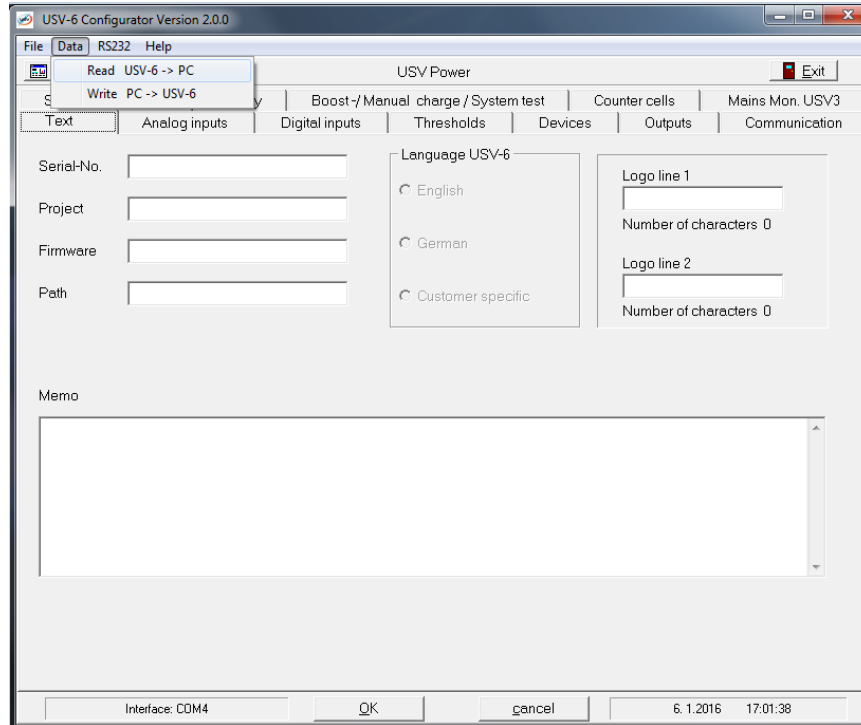 USV-6 Configurator Version 2.0.0
File Data RS232 Help
Read USV-6 -> PC
Write PC -> USV-6
USV Power
Exit
Boost-/ Manual charge / System test
Counter cells
Mains Mon. USV3
Text
Analog inputs
Digital inputs
Thresholds
Devices
Outputs
Communication
Serial-No.
Project
Firmware
Path
Language USV-6
English
German
Customer specific
Logo line 1
Number of characters 0
Logo line 2
Number of characters 0
Memo
Interface: COM4
OK
cancel
6. 1.2016 17:01:38